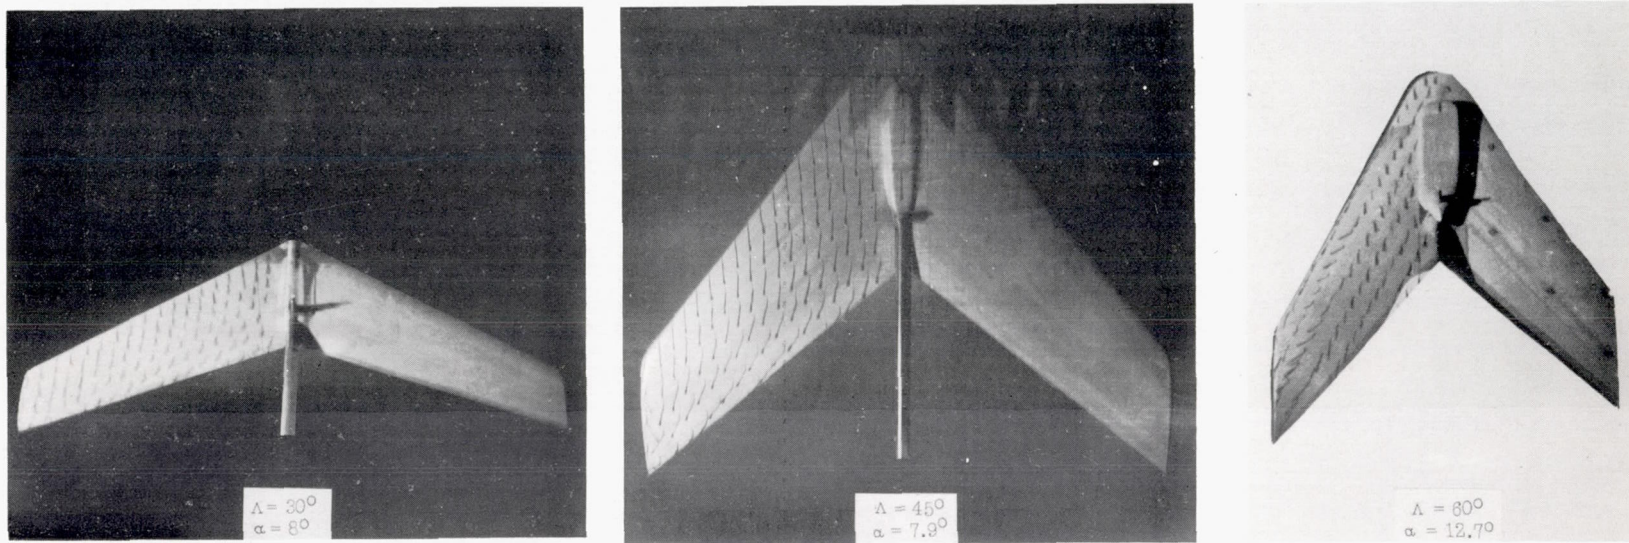 Λ = 30°
α = 8°
Λ = 45°
α = 7.9°
Λ = 60°
α = 12.7°